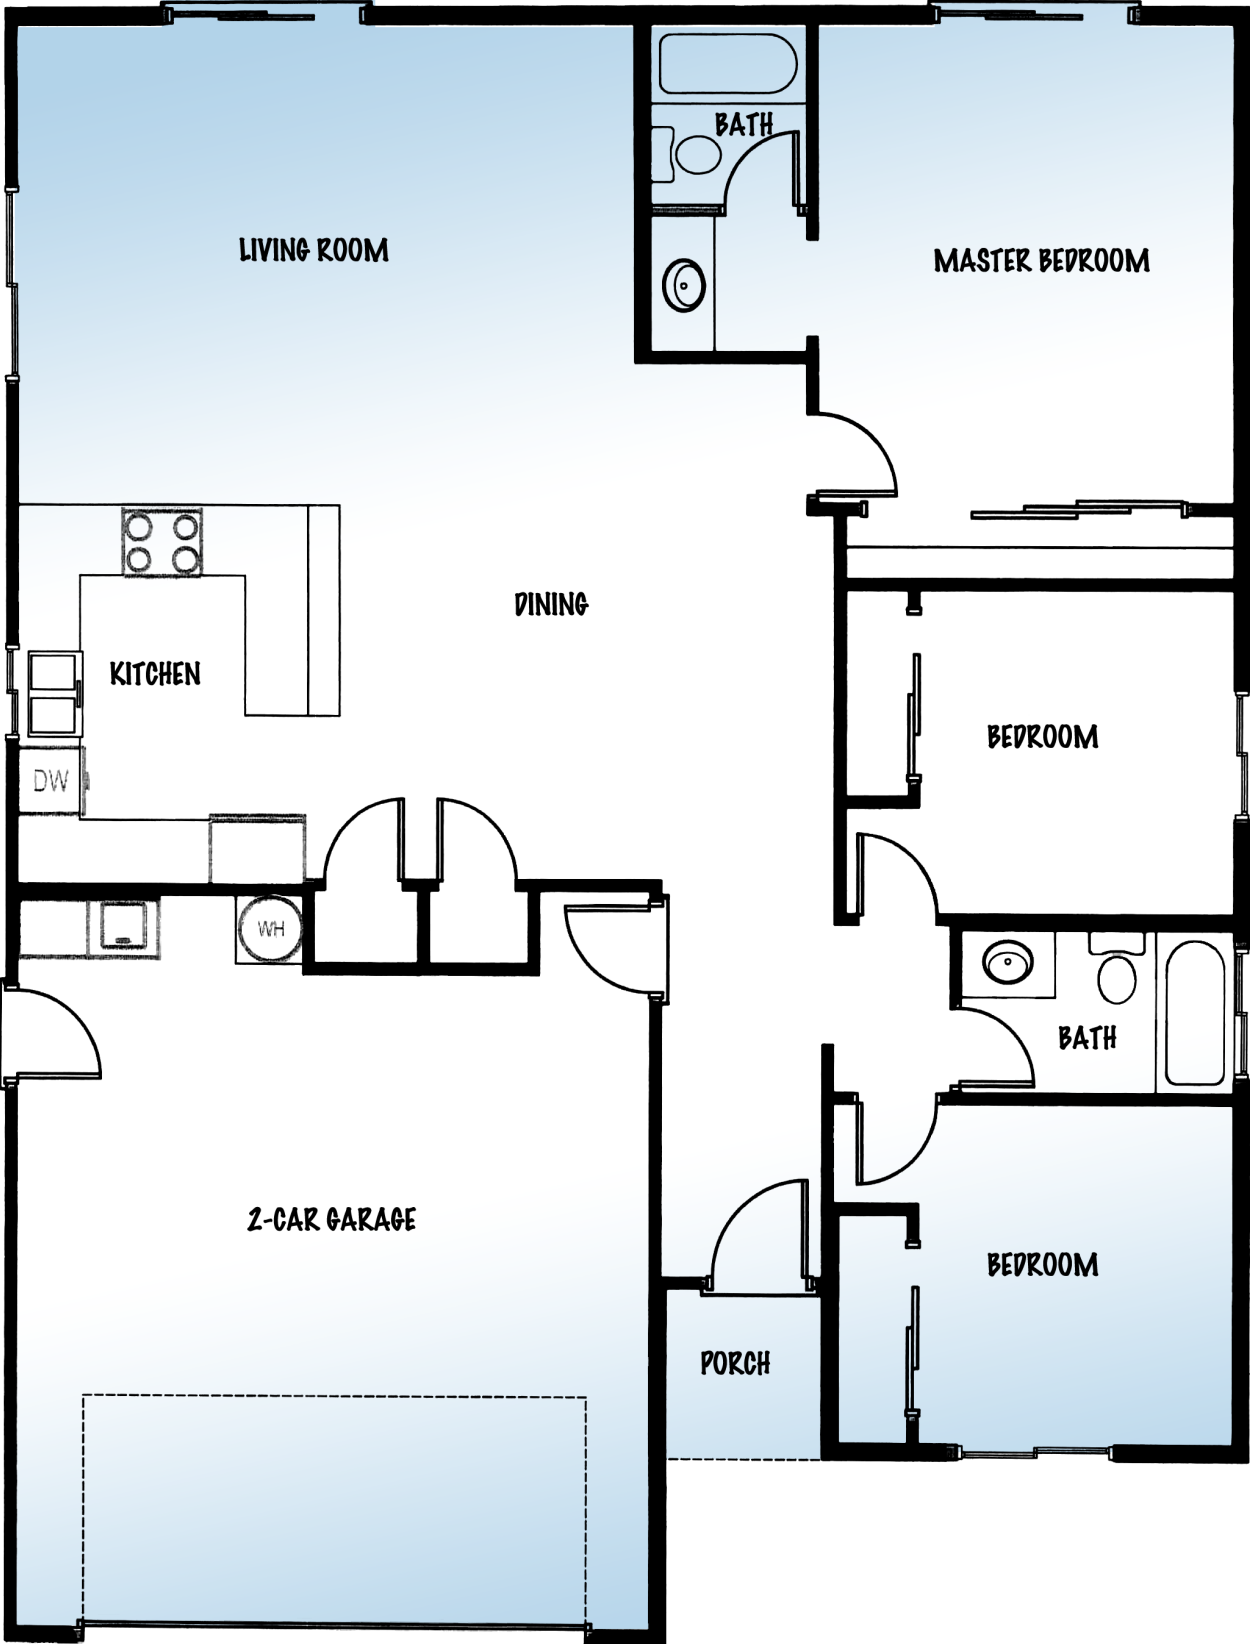 BATH
LIVING ROOM
MASTER BEDROOM
DINING
KITCHEN
BEDROOM
DW
WH
BATH
2-CAR GARAGE
BEDROOM
PORCH